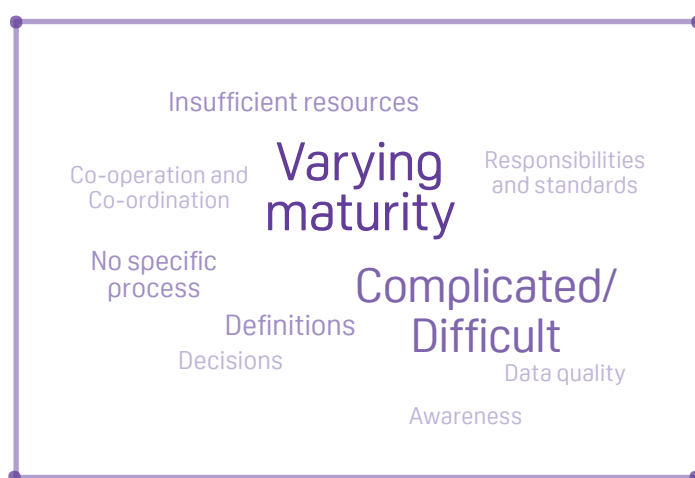 Insufficient resources
Varying
maturity
Co-operation and
Co-ordination
Responsibilities
and standards
No specific
process
Complicated/
Difficult
Definitions
Decisions
Data quality
Awareness